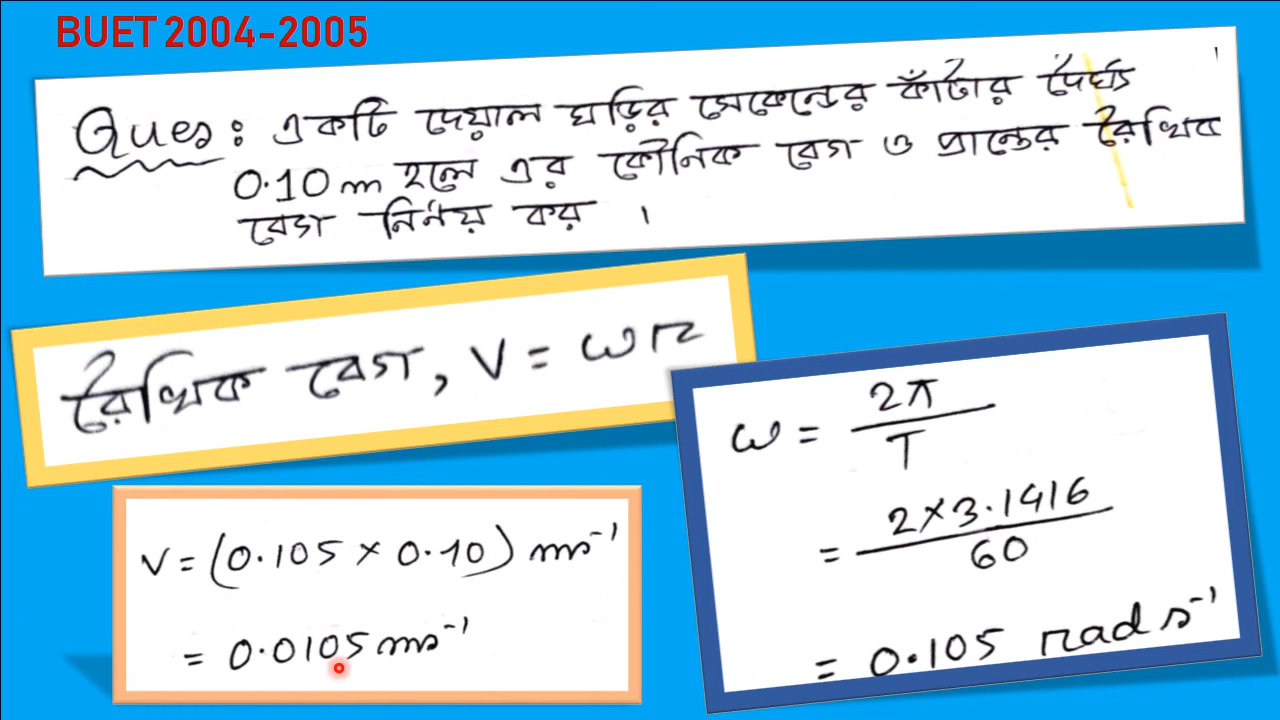 BUET 2004-2005
Ques: একটি দেয়াল ঘড়ির সেকেন্ডের কাঁটার দৈর্ঘ্য
0.10 m হলে এর কৌনিক বেগ ও প্রান্তের রৈখিক
বেগ নির্ণয় কর ।
রৈখিক বেগ, v = ωr
ω = 2π / T
= 2×3.1416 / 60
= 0.105 rad s⁻¹
v = (0.105 × 0.10) ms⁻¹
= 0.0105 ms⁻¹